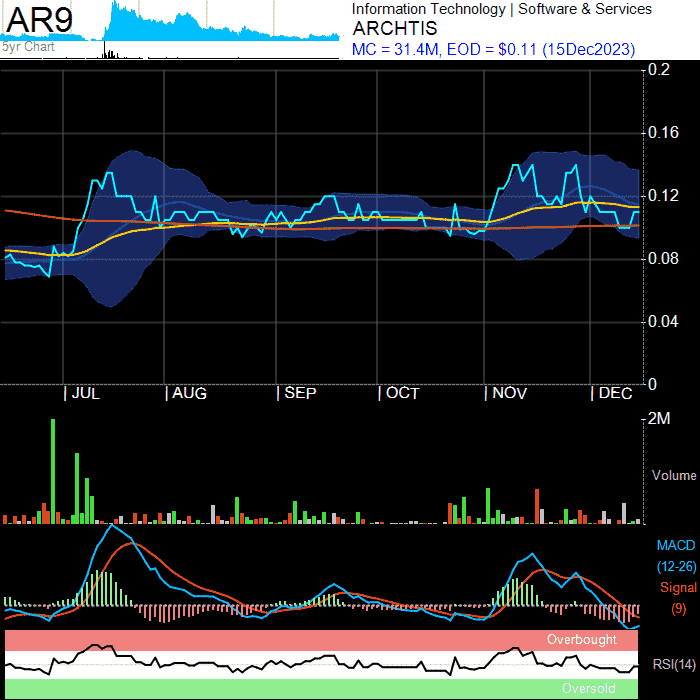 AR9
5yr Chart
Information Technology | Software & Services
ARCHTIS
MC = 31.4M, EOD = $0.11 (15Dec2023)
0.2
0.16
0.12
0.08
0.04
0
| JUL | AUG | SEP | OCT | NOV | DEC
2M
Volume
MACD
(12-26)
Signal
(9)
Overbought
RSI(14)
Oversold